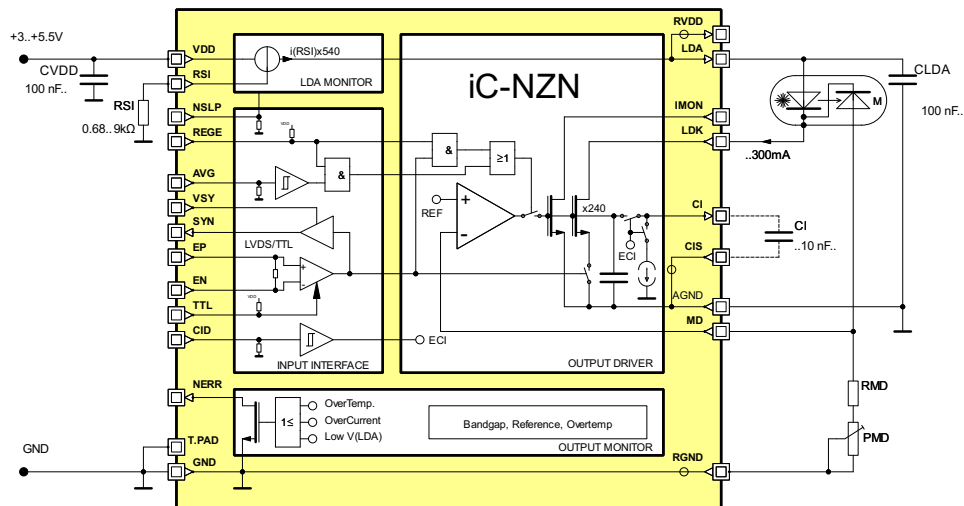 +3..+5.5V
CVDD
100 nF..
RSI
0.68..9kΩ
GND
VDD
RSI
NSLP
REGE
AVG
VSY
SYN
EP
EN
TTL
CID
NERR
T.PAD
GND
i(RSI)x540
LDA MONITOR
VDD
&
LVDS/TTL
+
-
VDD
INPUT INTERFACE
iC-NZN
&
≥1
REF
+
-
x240
ECI
ECI
OUTPUT DRIVER
OverTemp.
1≤
OverCurrent
Low V(LDA)
Bandgap, Reference, Overtemp
OUTPUT MONITOR
RVDD
LDA
IMON
LDK
CI
CIS
AGND
MD
RGND
CLDA
100 nF..
M
..300mA
CI
..10 nF..
RMD
PMD